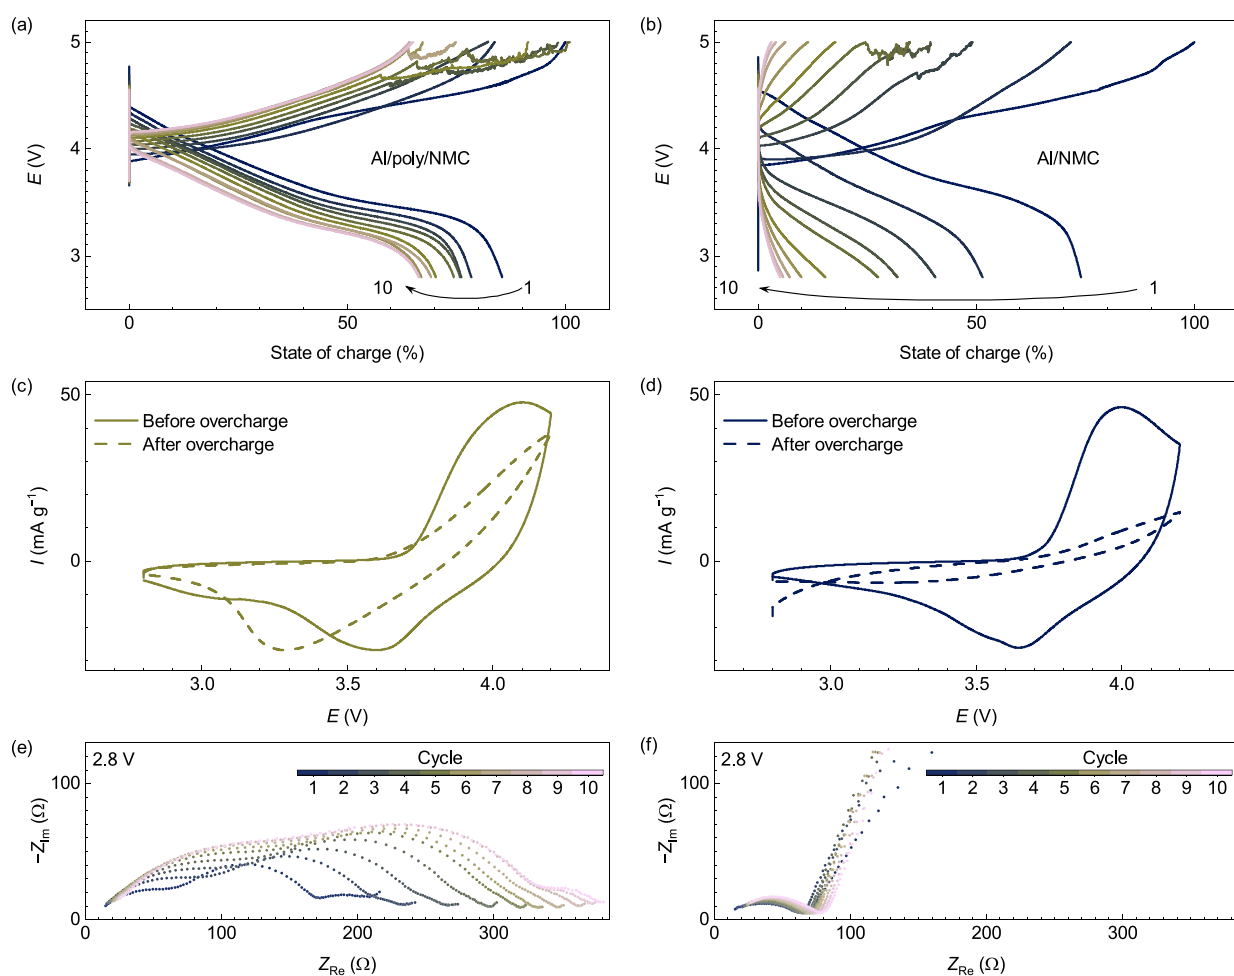 (a)
5
4
3
E (V)
Al/poly/NMC
10
1
0
50
100
State of charge (%)
(b)
5
4
3
E (V)
Al/NMC
10
1
0
50
100
State of charge (%)
(c)
50
0
I (mA g⁻¹)
Before overcharge
After overcharge
3.0
3.5
4.0
E (V)
(d)
50
0
I (mA g⁻¹)
Before overcharge
After overcharge
3.0
3.5
4.0
E (V)
(e)
2.8 V
Cycle
1 2 3 4 5 6 7 8 9 10
100
0
−Z_Im (Ω)
0
100
200
300
Z_Re (Ω)
(f)
2.8 V
Cycle
1 2 3 4 5 6 7 8 9 10
100
0
−Z_Im (Ω)
0
100
200
300
Z_Re (Ω)